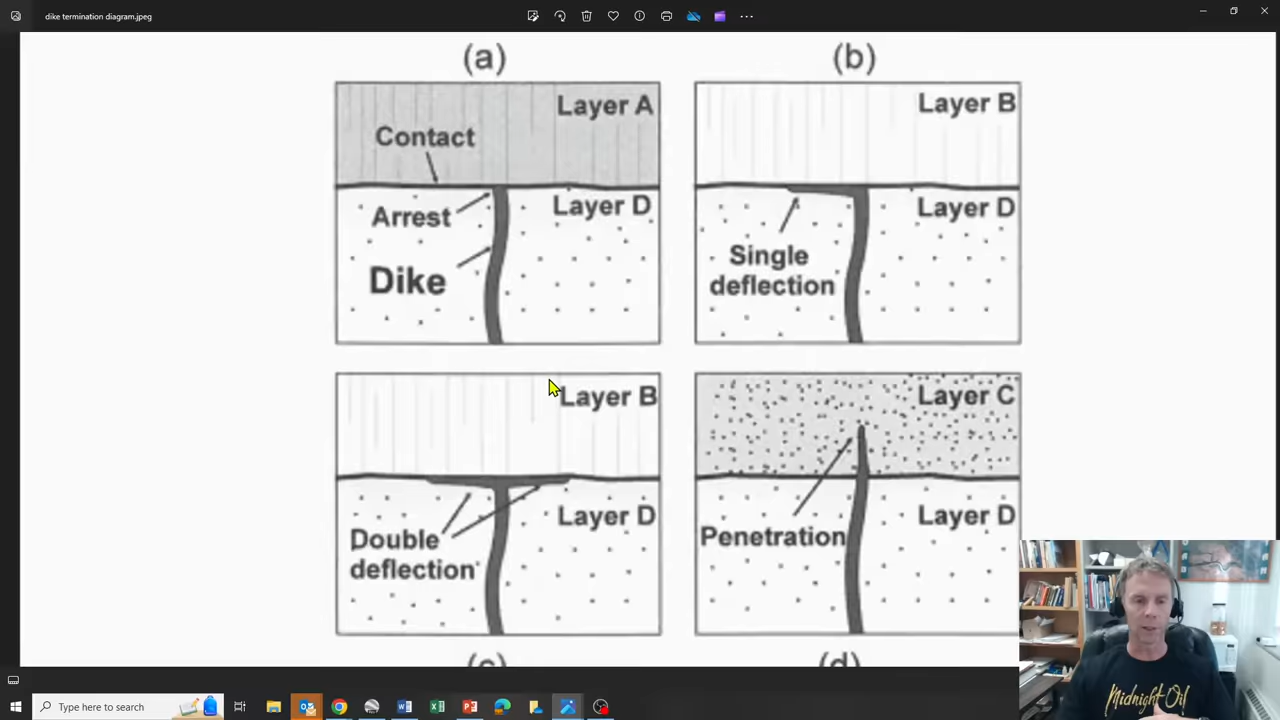 dike termination diagram.jpeg
(a)
(b)
Layer A
Contact
Arrest
Layer D
Dike
Layer B
Layer D
Single
deflection
Layer B
Double
deflection
Layer D
Layer C
Penetration
Layer D
(c)
(d)
Midnight Oil
Type here to search